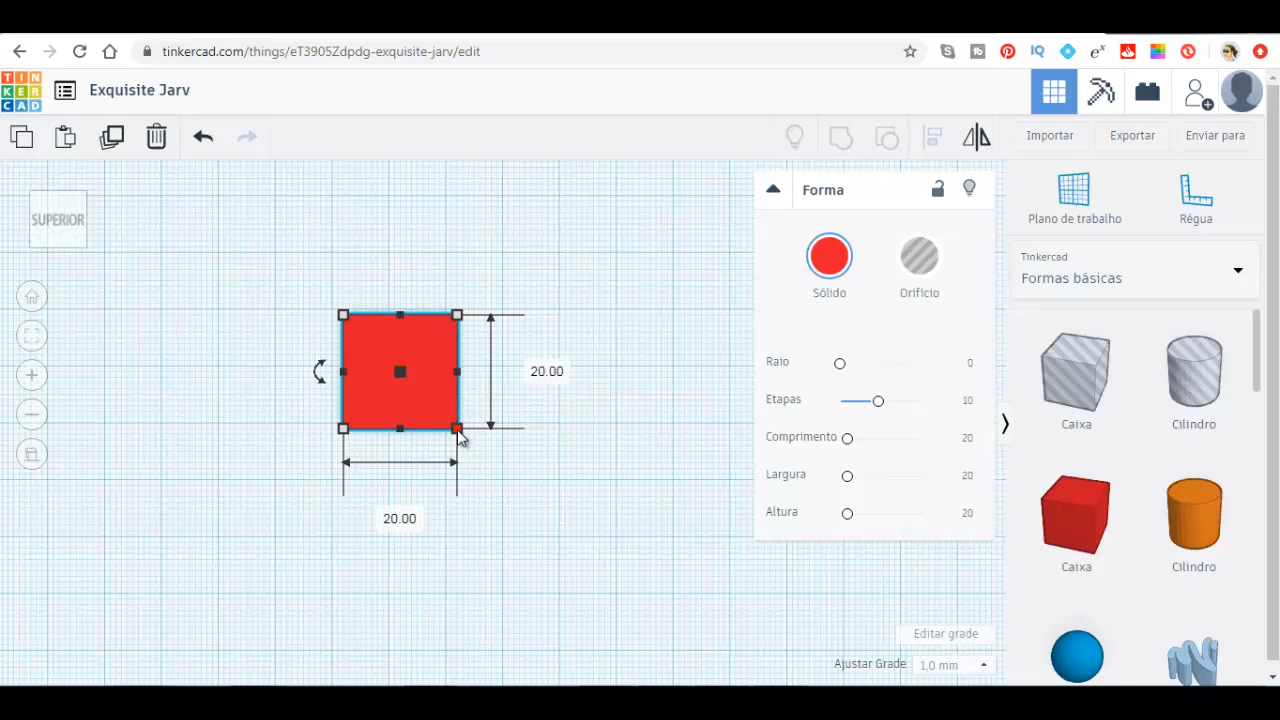 tinkercad.com/things/eT3905Zdpdg-exquisite-jarv/edit
IQ
eˣ
TIN
KER
CAD
Exquisite Jarv
Importar
Exportar
Enviar para
SUPERIOR
Forma
Sólido
Orifício
Raio 0
Etapas 10
Comprimento 20
Largura 20
Altura 20
20.00
20.00
Plano de trabalho
Régua
Tinkercad
Formas básicas
Caixa
Cilindro
Caixa
Cilindro
Editar grade
Ajustar Grade 1,0 mm